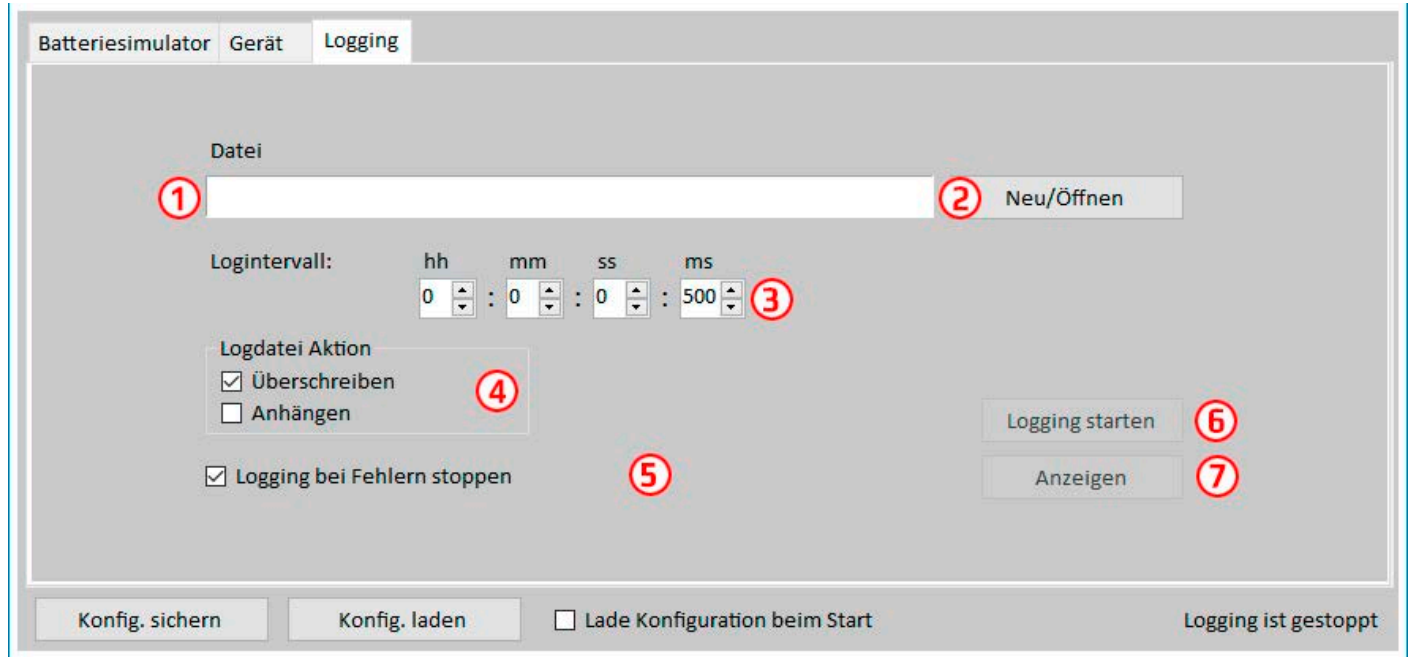 Batteriesimulator Gerät Logging
Datei
1 2 Neu/Öffnen
Logintervall: hh mm ss ms
0 : 0 : 0 : 500 3
Logdatei Aktion
Überschreiben
4
Anhängen
Logging starten 6
Logging bei Fehlern stoppen 5 Anzeigen 7
Konfig. sichern Konfig. laden Lade Konfiguration beim Start Logging ist gestoppt